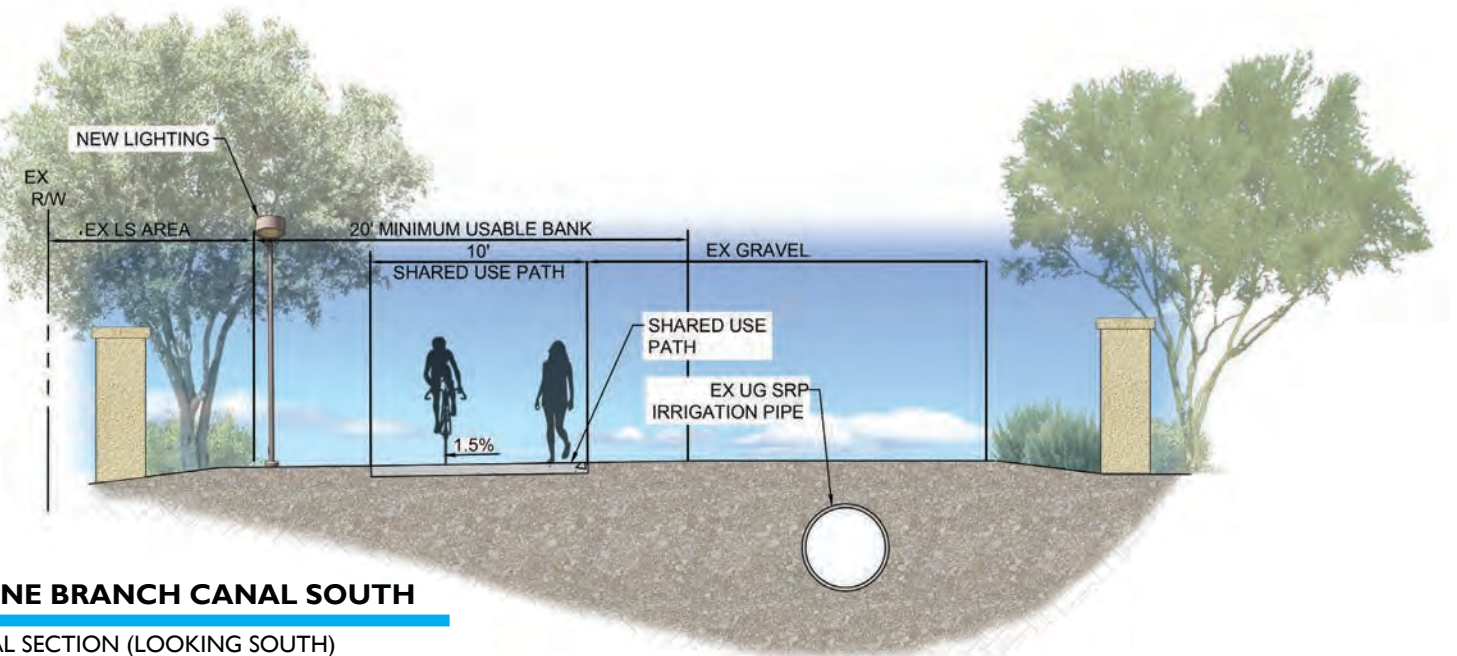 NEW LIGHTING
EX
R/W
EX LS AREA
20' MINIMUM USABLE BANK
EX GRAVEL
10'
SHARED USE PATH
SHARED USE
PATH
EX UG SRP
IRRIGATION PIPE
1.5%
NE BRANCH CANAL SOUTH
AL SECTION (LOOKING SOUTH)